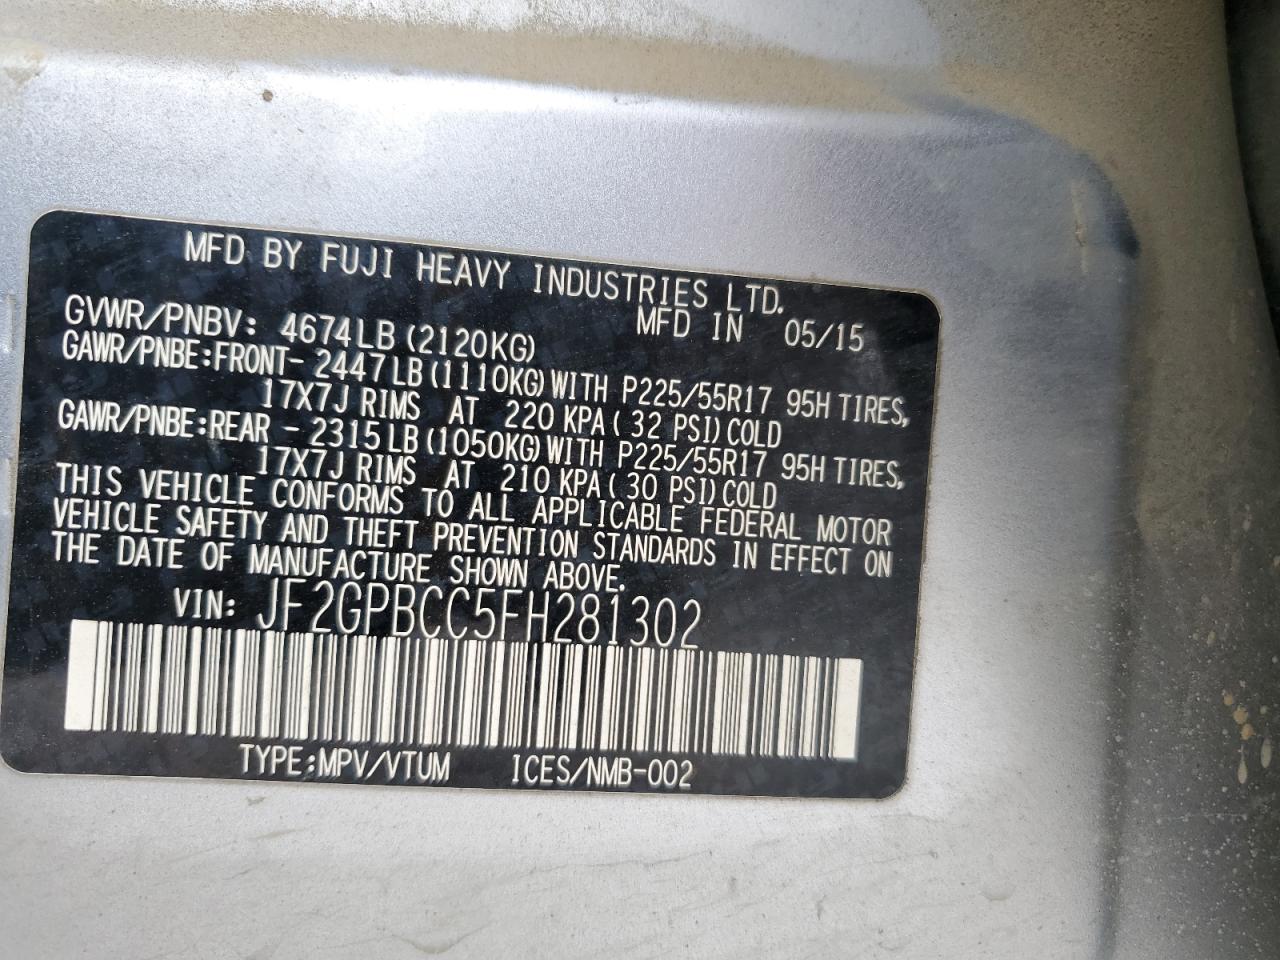 MFD BY FUJI HEAVY INDUSTRIES LTD.
GVWR/PNBV: 4674LB (2120KG) MFD IN 05/15
GAWR/PNBE:FRONT- 2447LB(1110KG)WITH P225/55R17 95H TIRES,
17X7J RIMS AT 220 KPA( 32 PSI)COLD
GAWR/PNBE:REAR - 2315LB(1050KG)WITH P225/55R17 95H TIRES,
17X7J RIMS AT 210 KPA( 30 PSI)COLD
THIS VEHICLE CONFORMS TO ALL APPLICABLE FEDERAL MOTOR
VEHICLE SAFETY AND THEFT PREVENTION STANDARDS IN EFFECT ON
THE DATE OF MANUFACTURE SHOWN ABOVE.
VIN: JF2GPBCC5FH281302
TYPE:MPV/VTUM ICES/NMB-002